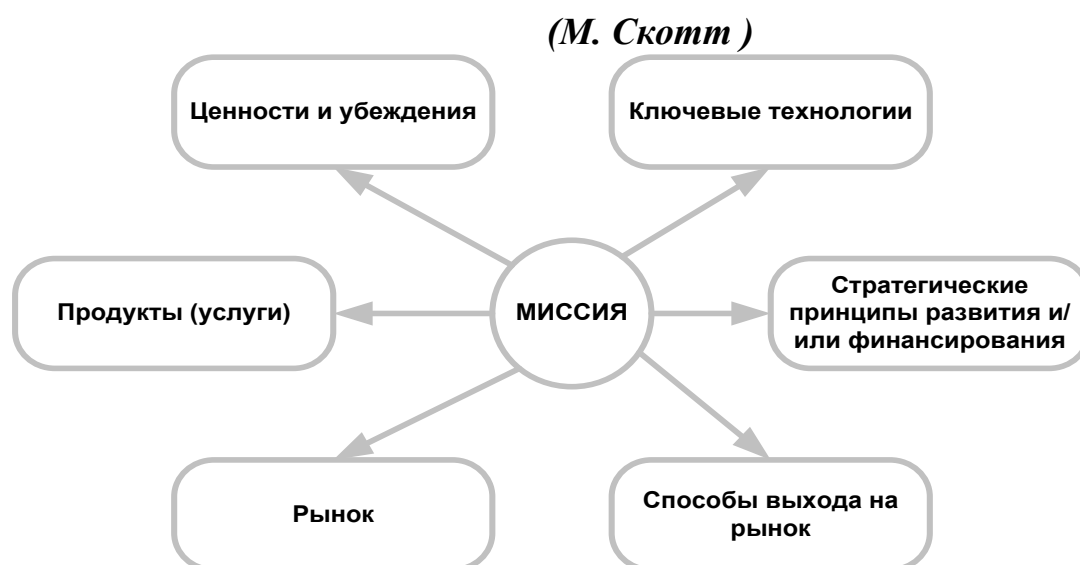 (М. Скотт )
Ценности и убеждения
Ключевые технологии
Продукты (услуги)
МИССИЯ
Стратегические
принципы развития и/
или финансирования
Рынок
Способы выхода на
рынок